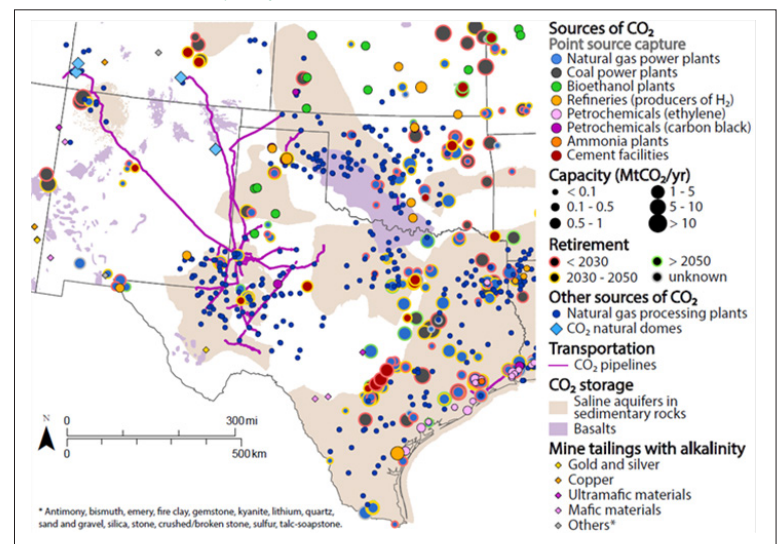 Sources of CO₂
Point source capture
Natural gas power plants
Coal power plants
Bioethanol plants
Refineries (producers of H₂)
Petrochemicals (ethylene)
Petrochemicals (carbon black)
Ammonia plants
Cement facilities
Capacity (MtCO₂/yr)
< 0.1 1 - 5
0.1 - 0.5 5 - 10
0.5 - 1 > 10
Retirement
< 2030 > 2050
2030 - 2050 unknown
Other sources of CO₂
Natural gas processing plants
CO₂ natural domes
Transportation
CO₂ pipelines
CO₂ storage
Saline aquifers in
sedimentary rocks
Basalts
Mine tailings with alkalinity
Gold and silver
Copper
Ultramafic materials
Mafic materials
Others*
N
0 300 mi
0 500 km
* Antimony, bismuth, emery, fire clay, gemstone, kyanite, lithium, quartz,
sand and gravel, silica, stone, crushed/broken stone, sulfur, talc-soapstone.